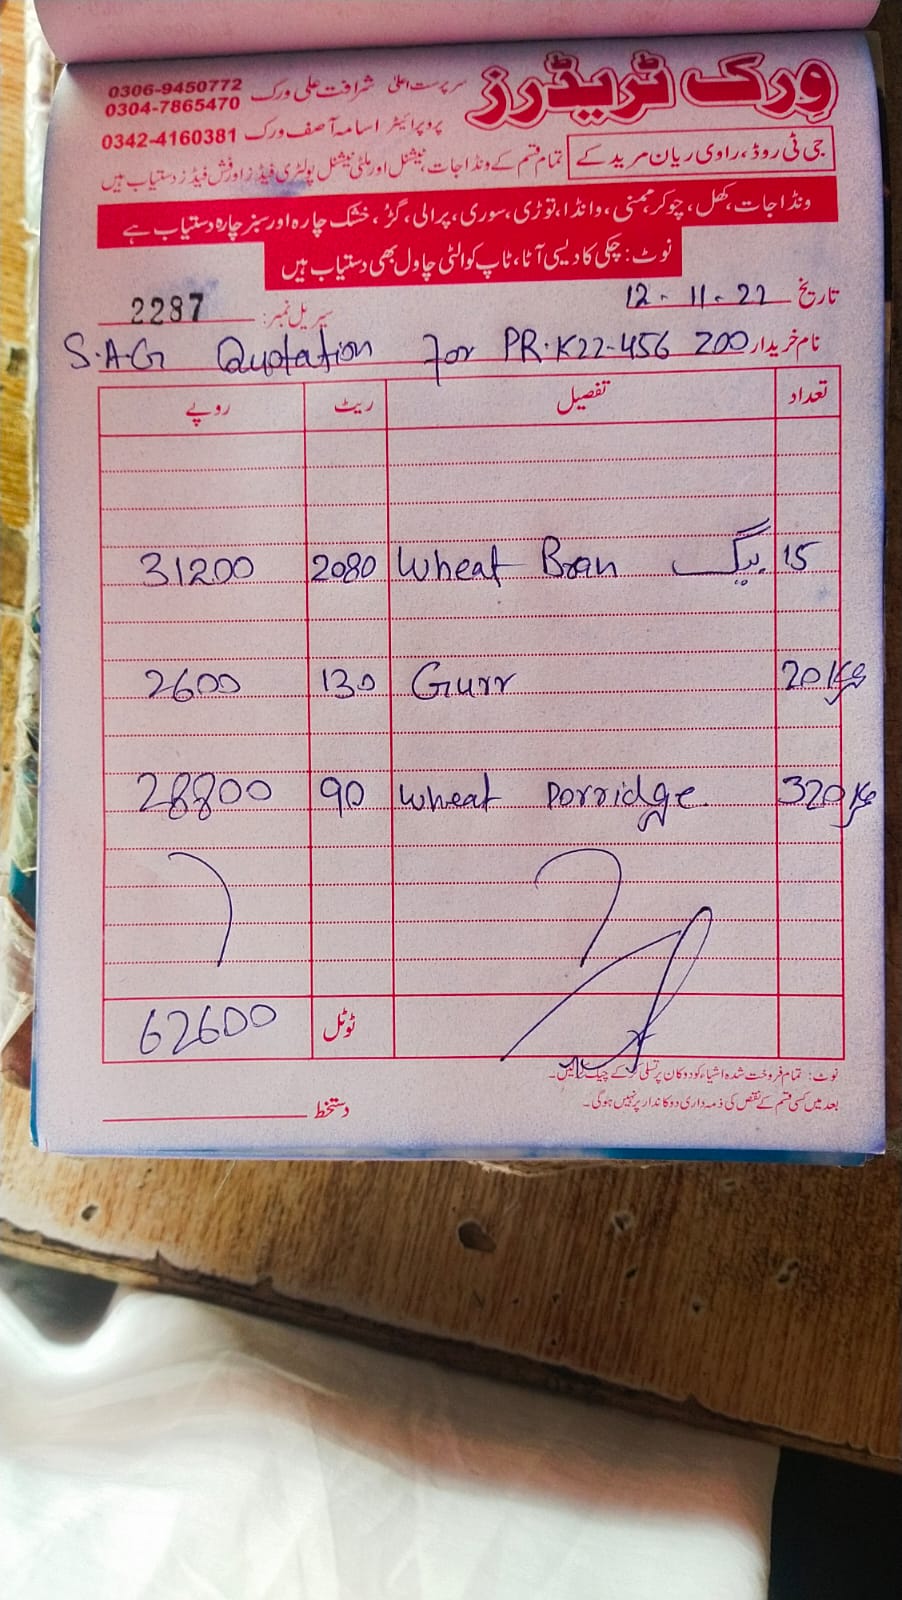 ورک ٹریڈرز
سرپرست اعلیٰ شرافت علی ورک 0306-9450772
0304-7865470
پروپرائیٹر اسامہ آصف ورک 0342-4160381
جی ٹی روڈ، راوی ریان مریدکے
تمام قسم کے ونڈا جات، نیشنل اور ملٹی نیشنل پولٹری فیڈز اور فش فیڈز دستیاب ہیں
ونڈا جات، کھل، چوکر، ممنی، وانڈا، توڑی، سوری، پرالی، گڑ، خشک چارہ اور سبز چارہ دستیاب ہے
نوٹ: چکی کا دیسی آٹا، ٹاپ کوالٹی چاول بھی دستیاب ہیں
تاریخ 12-11-22 سیریل نمبر: 2287
نام خریدار S.A.G Quotation for PR.K22-456 200
تعداد تفصیل ریٹ روپے
15 بیگ Wheat Bran 2080 31200
20 Kg Gurr 130 2600
320 Kg Wheat Porridge 90 28800
ٹوٹل 62600
نوٹ: تمام فروخت شدہ اشیاء کو دوکان پر تسلی کر کے چیک
بعد میں کسی قسم کے نقص کی ذمہ داری دوکاندار پر نہیں ہوگی۔
دستخط